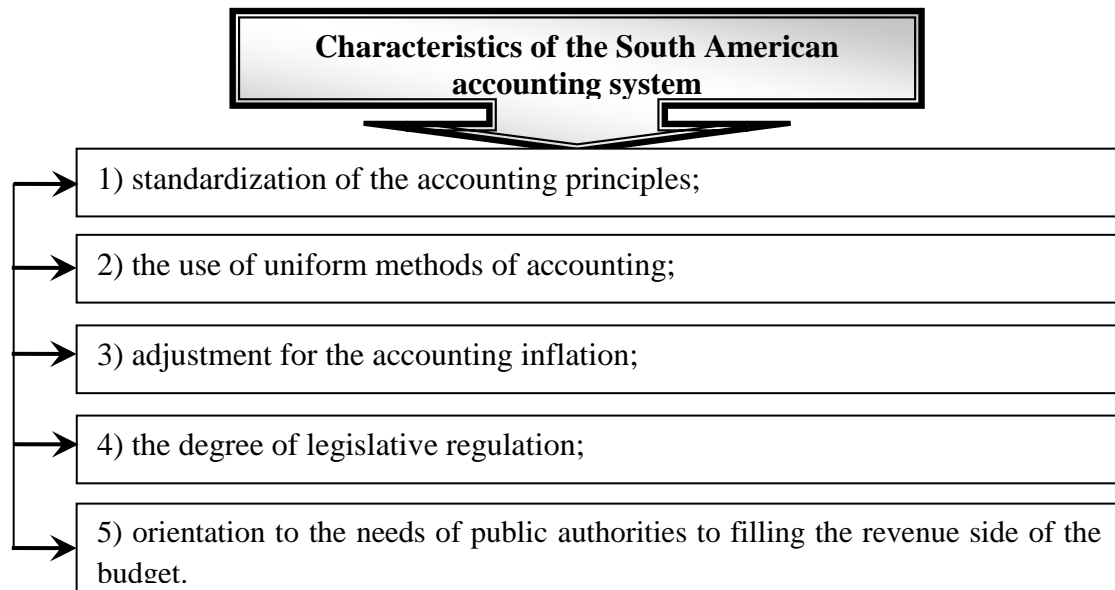 Characteristics of the South American
accounting system
1) standardization of the accounting principles;
2) the use of uniform methods of accounting;
3) adjustment for the accounting inflation;
4) the degree of legislative regulation;
5) orientation to the needs of public authorities to filling the revenue side of the
budget.